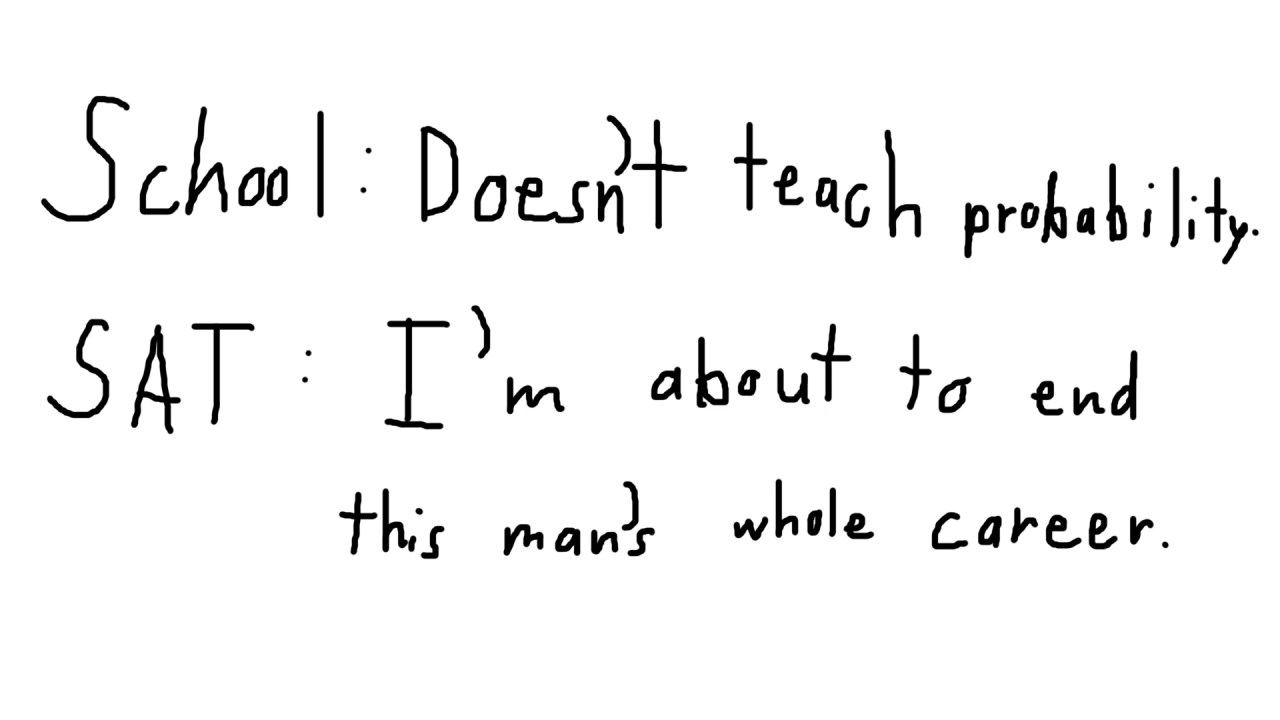 School: Doesn't teach probability.
SAT: I'm about to end
this man's whole career.